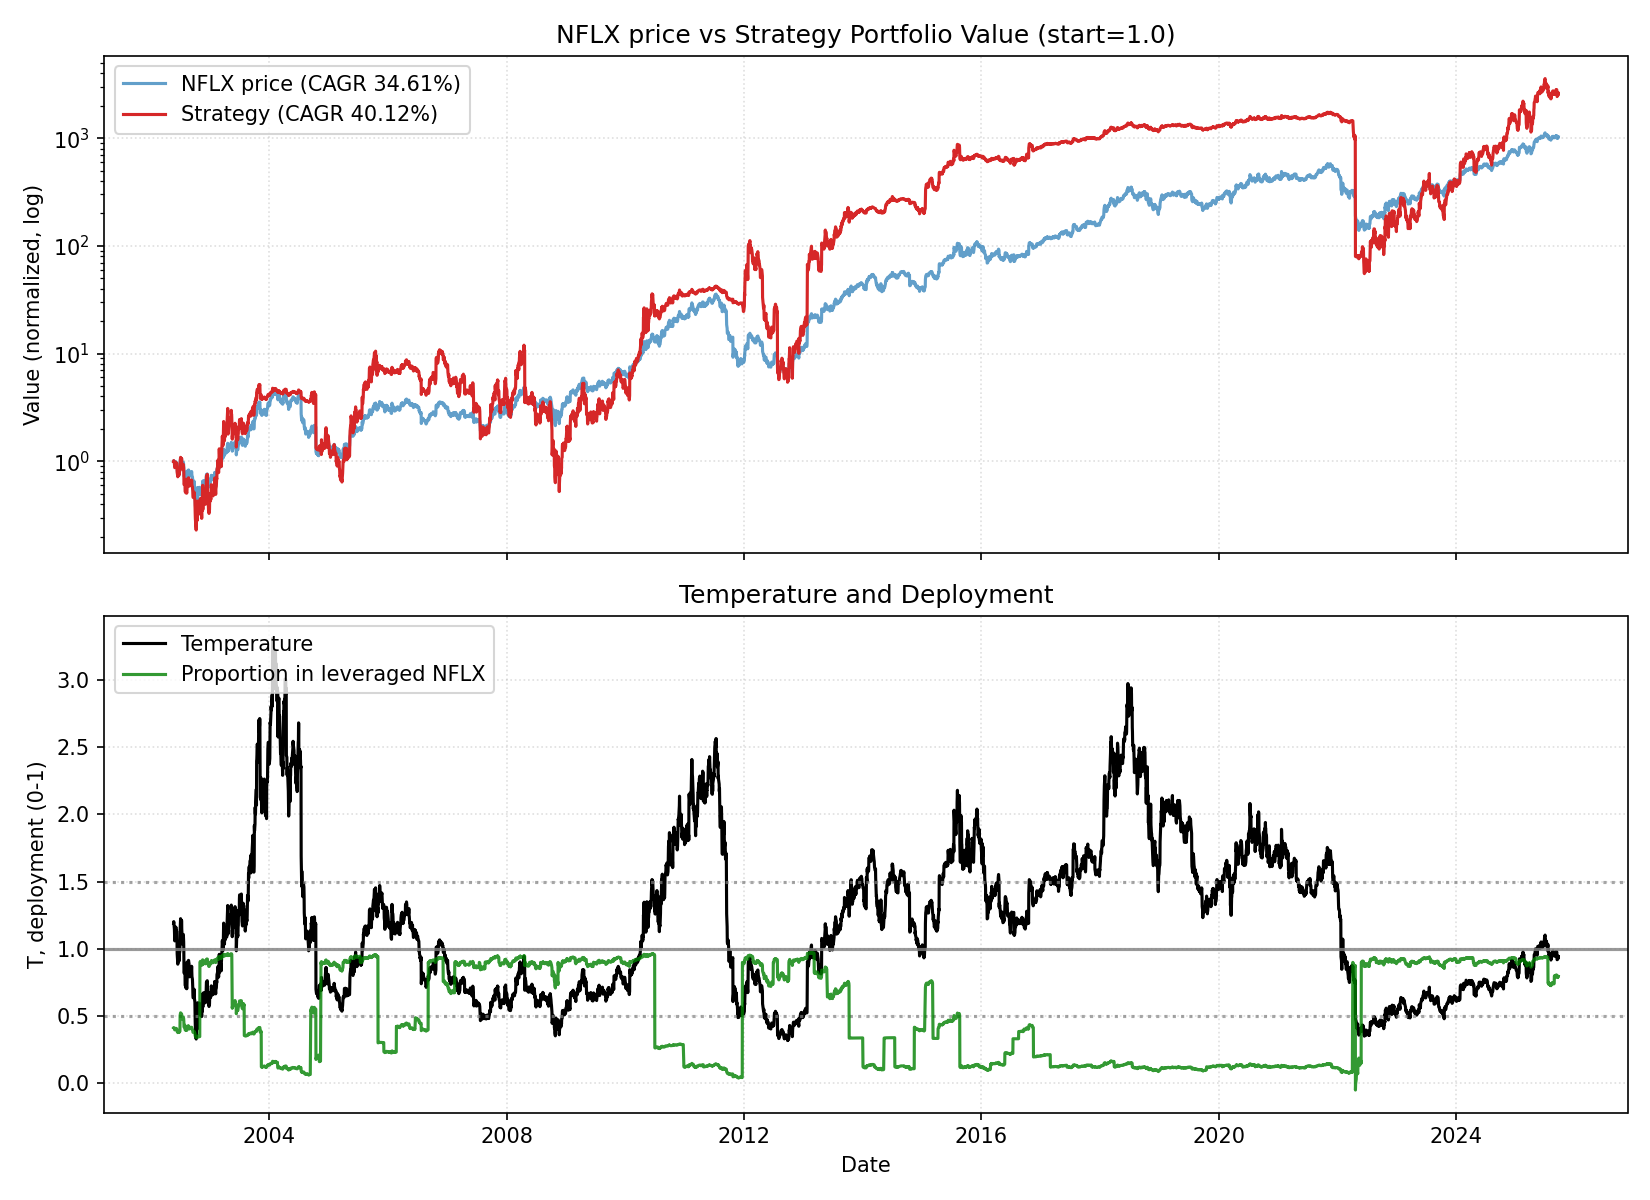 NFLX price vs Strategy Portfolio Value (start=1.0)
NFLX price (CAGR 34.61%)
Strategy (CAGR 40.12%)
Value (normalized, log)
10³
10²
10¹
10⁰
Temperature and Deployment
Temperature
Proportion in leveraged NFLX
T, deployment (0-1)
3.0
2.5
2.0
1.5
1.0
0.5
0.0
2004 2008 2012 2016 2020 2024
Date